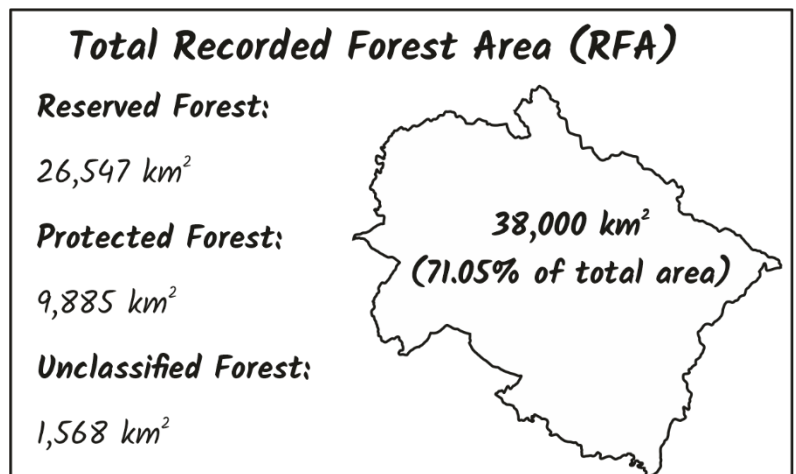 Total Recorded Forest Area (RFA)
Reserved Forest:
26,547 km²
Protected Forest:
9,885 km²
Unclassified Forest:
1,568 km²
38,000 km²
(71.05% of total area)